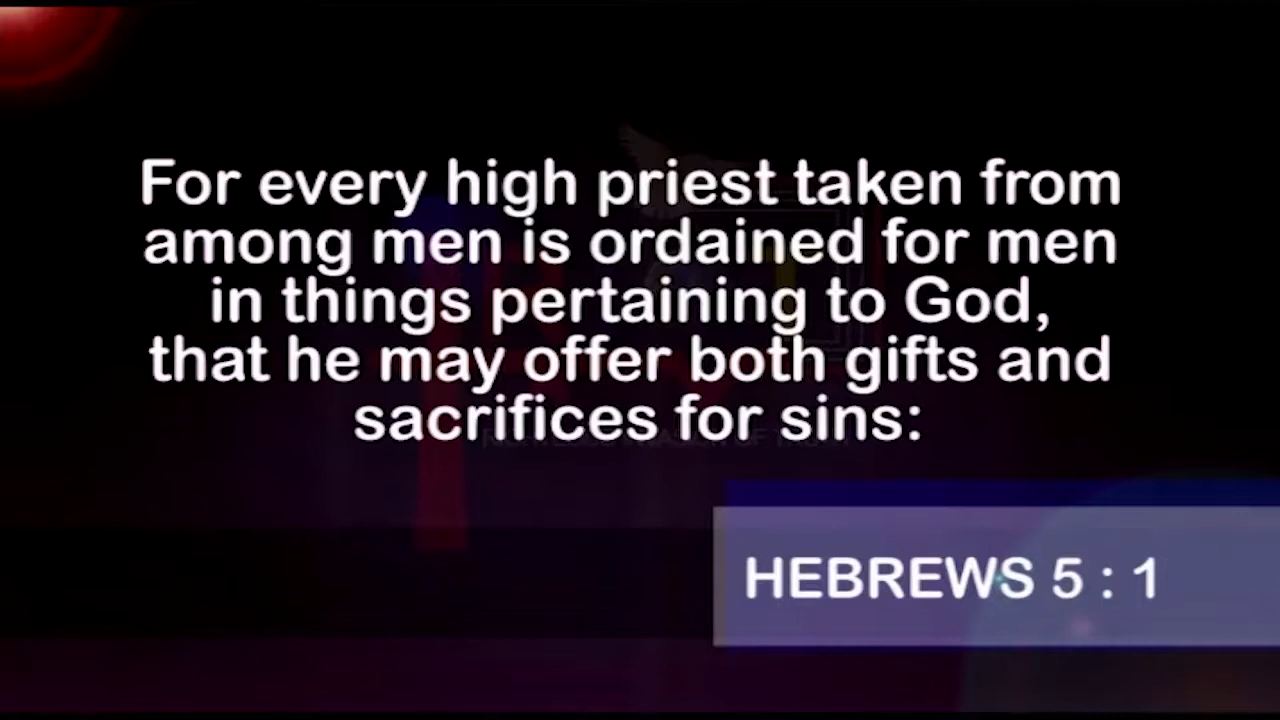 For every high priest taken from
among men is ordained for men
in things pertaining to God,
that he may offer both gifts and
sacrifices for sins:
HEBREWS 5 : 1